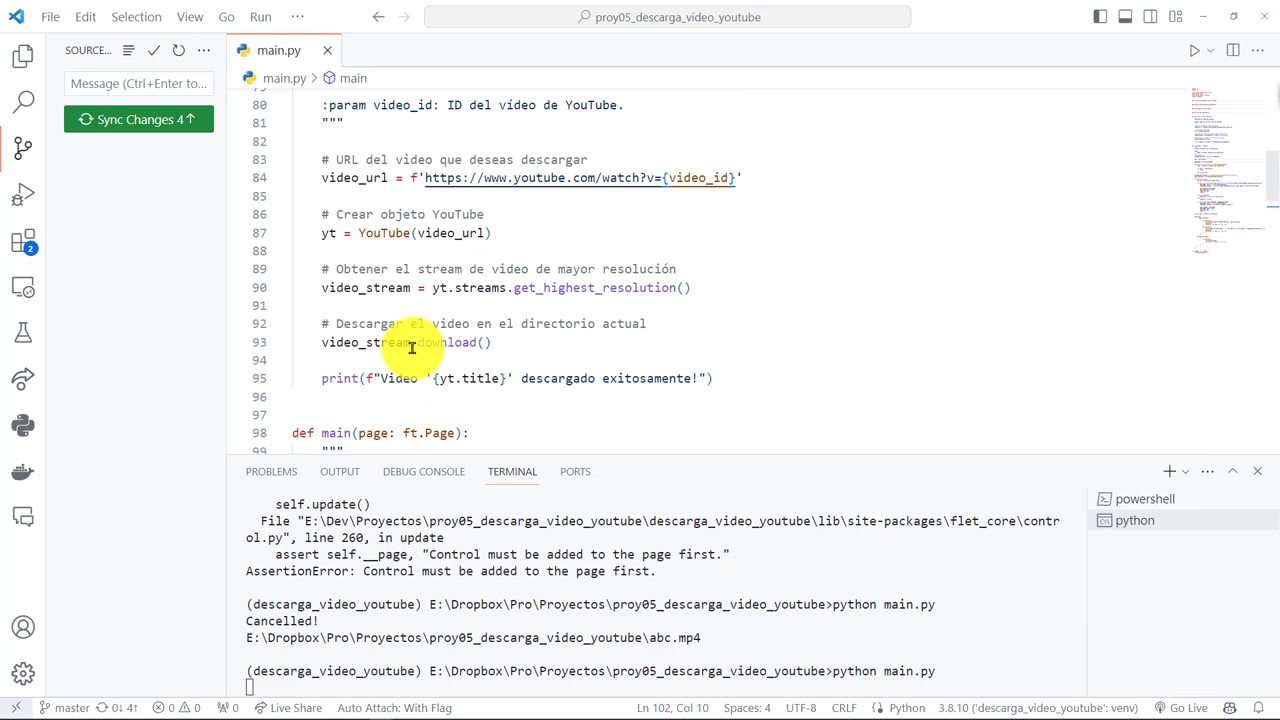 File Edit Selection View Go Run ··· proy05_descarga_video_youtube
SOURCE... main.py
Message (Ctrl+Enter to... main.py > main
Sync Changes 4↑
80 :param video_id: ID del video de YouTube.
81 """
82
83 # URL del video que quieres descargar
84 video_url = f'https://www.youtube.com/watch?v={video_id}'
85
86 # Crear objeto YouTube
87 yt = YouTube(video_url)
88
89 # Obtener el stream de video de mayor resolución
90 video_stream = yt.streams.get_highest_resolution()
91
92 # Descargar el video en el directorio actual
93 video_stream.download()
94
95 print(f"Video '{yt.title}' descargado exitosamente!")
96
97
98 def main(page: ft.Page):
99 """
2
PROBLEMS OUTPUT DEBUG CONSOLE TERMINAL PORTS
powershell
python
self.update()
File "E:\Dev\Proyectos\proy05_descarga_video_youtube\descarga_video_youtube\lib\site-packages\flet_core\contr
ol.py", line 260, in update
assert self.__page, "Control must be added to the page first."
AssertionError: Control must be added to the page first.
(descarga_video_youtube) E:\Dropbox\Pro\Proyectos\proy05_descarga_video_youtube>python main.py
Cancelled!
E:\Dropbox\Pro\Proyectos\proy05_descarga_video_youtube\abc.mp4
(descarga_video_youtube) E:\Dropbox\Pro\Proyectos\proy05_descarga_video_youtube>python main.py
master 0↓ 4↑ 0 0 0 Live Share Auto Attach: With Flag Ln 102, Col 10 Spaces: 4 UTF-8 CRLF Python 3.8.10 ('descarga_video_youtube': venv) Go Live